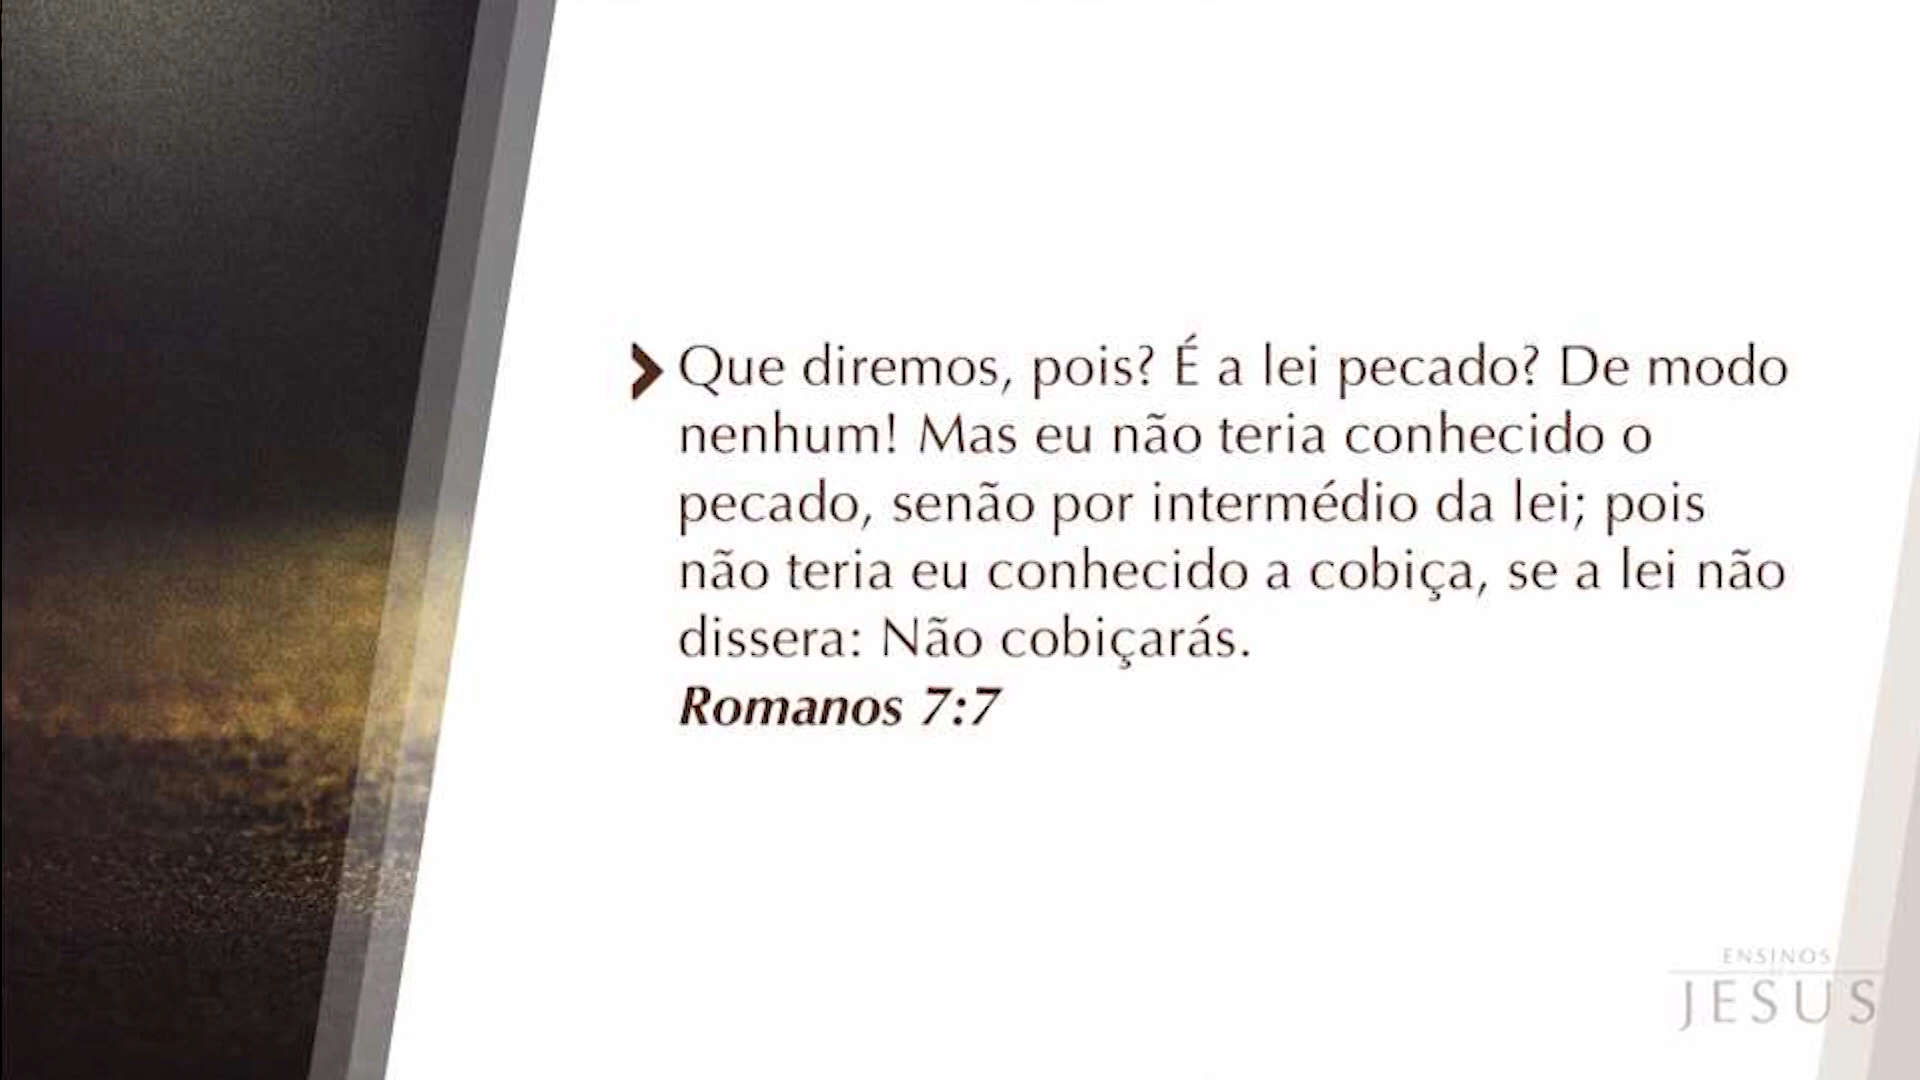 Que diremos, pois? É a lei pecado? De modo
nenhum! Mas eu não teria conhecido o
pecado, senão por intermédio da lei; pois
não teria eu conhecido a cobiça, se a lei não
dissera: Não cobiçarás.
Romanos 7:7
ENSINOS
JESUS